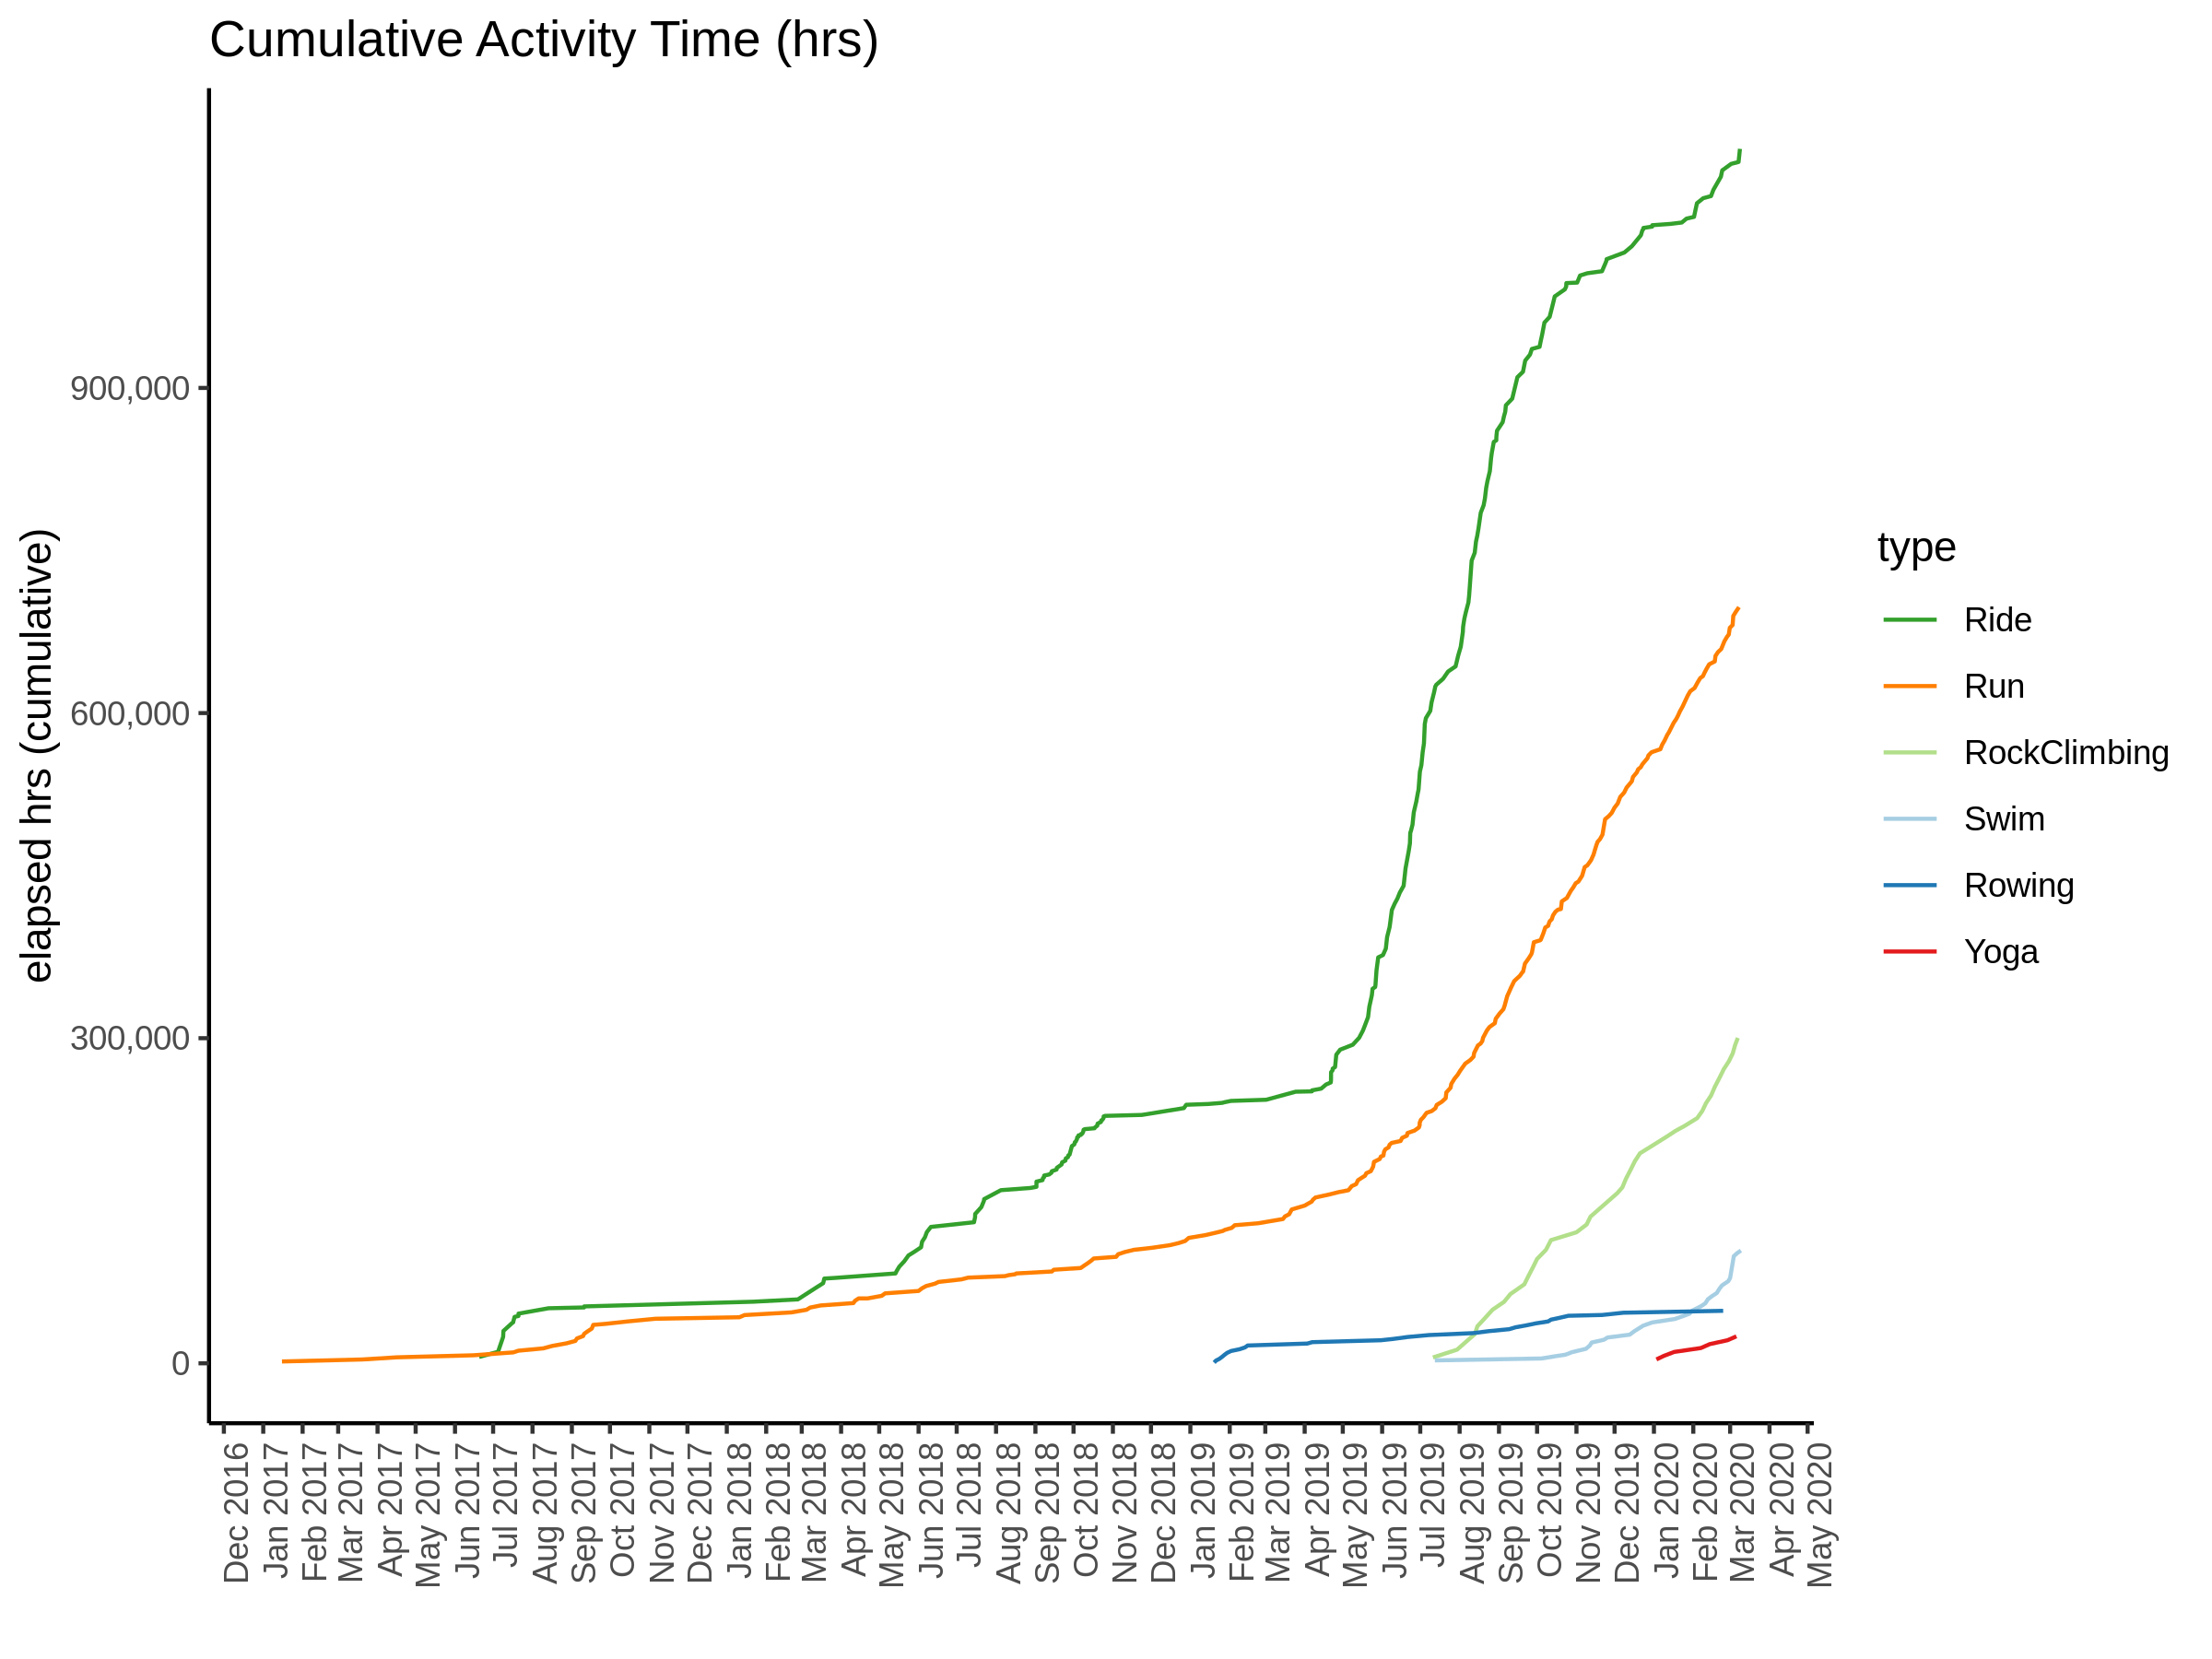 Cumulative Activity Time (hrs)
elapsed hrs (cumulative)
900,000
600,000
300,000
0
Dec 2016
Jan 2017
Feb 2017
Mar 2017
Apr 2017
May 2017
Jun 2017
Jul 2017
Aug 2017
Sep 2017
Oct 2017
Nov 2017
Dec 2017
Jan 2018
Feb 2018
Mar 2018
Apr 2018
May 2018
Jun 2018
Jul 2018
Aug 2018
Sep 2018
Oct 2018
Nov 2018
Dec 2018
Jan 2019
Feb 2019
Mar 2019
Apr 2019
May 2019
Jun 2019
Jul 2019
Aug 2019
Sep 2019
Oct 2019
Nov 2019
Dec 2019
Jan 2020
Feb 2020
Mar 2020
Apr 2020
May 2020
type
Ride
Run
RockClimbing
Swim
Rowing
Yoga